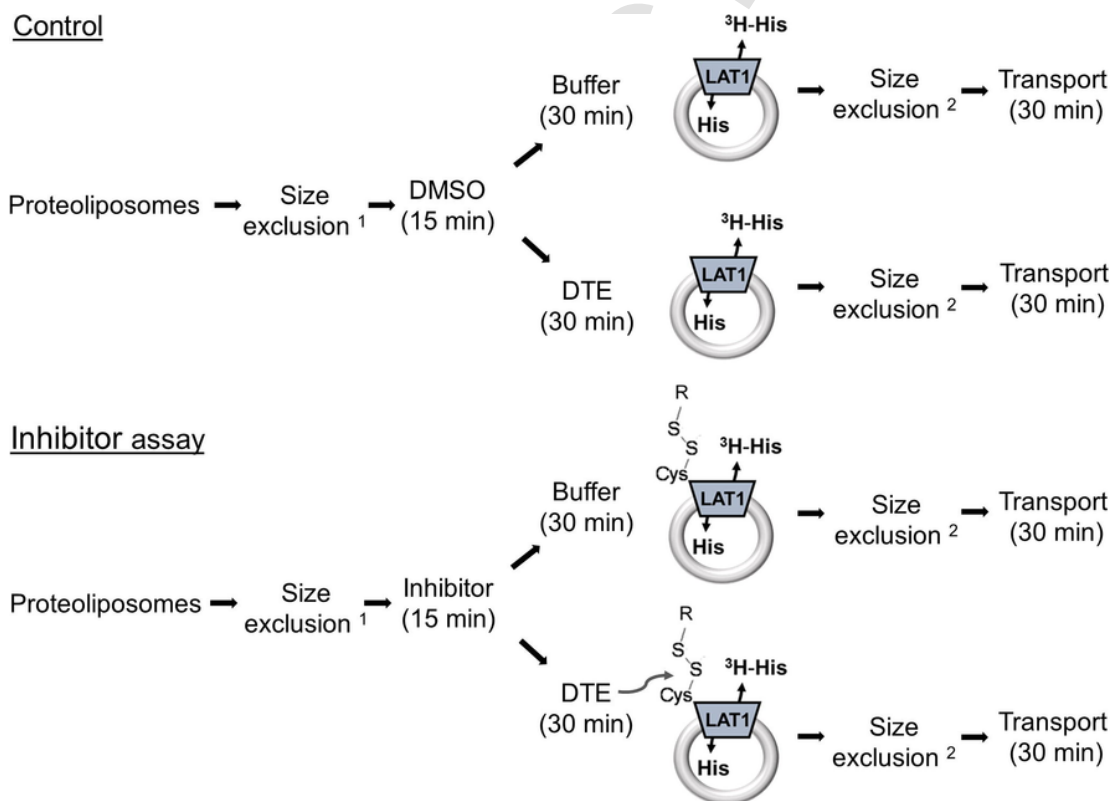 Control
Proteoliposomes
Size
exclusion 1
DMSO
(15 min)
Buffer
(30 min)
³H-His
LAT1
His
Size
exclusion 2
Transport
(30 min)
DTE
(30 min)
³H-His
LAT1
His
Size
exclusion 2
Transport
(30 min)
Inhibitor assay
Proteoliposomes
Size
exclusion 1
Inhibitor
(15 min)
Buffer
(30 min)
R
S
S
Cys
³H-His
LAT1
His
Size
exclusion 2
Transport
(30 min)
DTE
(30 min)
R
S
S
Cys
³H-His
LAT1
His
Size
exclusion 2
Transport
(30 min)